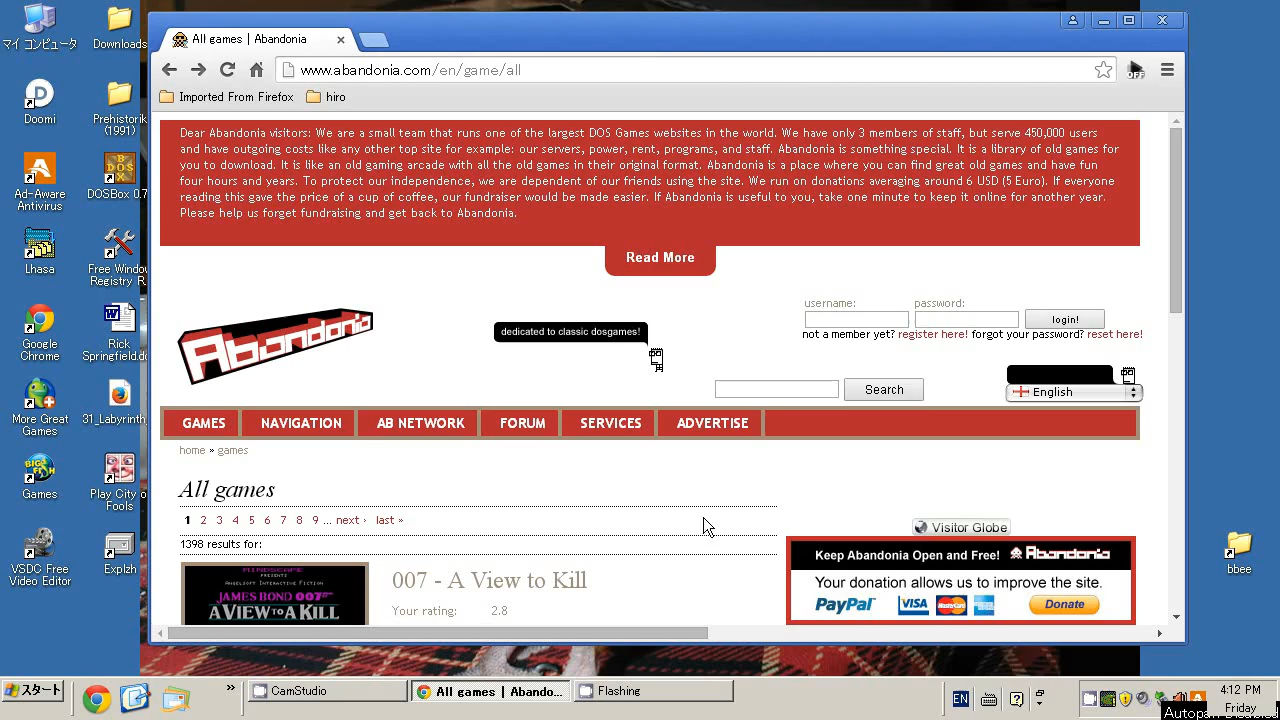 マイ コンピュータ
Downloads
Doomi
Prehistorik
(1991)
Ad-Aware
Antivirus
DOSBox 0.7
Lhasa
Free Window
Registry R
Google
Chrome
Rick
Springfield.do
More Great
Games
31_Labyrinth
Games
Play City o
Fools
VSDC Free
Video Editor
Explzh
bbee
All games | Abandonia
www.abandonia.com/en/game/all
OFF
Imported From Firefox
hiro
Dear Abandonia visitors: We are a small team that runs one of the largest DOS Games websites in the world. We have only 3 members of staff, but serve 450,000 users
and have outgoing costs like any other top site for example: our servers, power, rent, programs, and staff. Abandonia is something special. It is a library of old games for
you to download. It is like an old gaming arcade with all the old games in their original format. Abandonia is a place where you can find great old games and have fun
four hours and years. To protect our independence, we are dependent of our friends using the site. We run on donations averaging around 6 USD (5 Euro). If everyone
reading this gave the price of a cup of coffee, our fundraiser would be made easier. If Abandonia is useful to you, take one minute to keep it online for another year.
Please help us forget fundraising and get back to Abandonia.
Read More
Abandonia
dedicated to classic dosgames!
username:
password:
login!
not a member yet? register here! forgot your password? reset here!
Search
English
GAMES
NAVIGATION
AB NETWORK
FORUM
SERVICES
ADVERTISE
home » games
All games
1 2 3 4 5 6 7 8 9 ... next › last »
1398 results for:
MINDSCAPE
PRESENTS
ANGELSOFT INTERACTIVE FICTION
JAMES BOND 007
A VIEW TO A KILL
007 - A View to Kill
Your rating: 2.8
Visitor Globe
Keep Abandonia Open and Free! Abandonia
Your donation allows us to improve the site.
PayPal VISA MasterCard Donate
スタート
CamStudio
All games | Abando...
Flashing
EN
4:12 PM
Friday